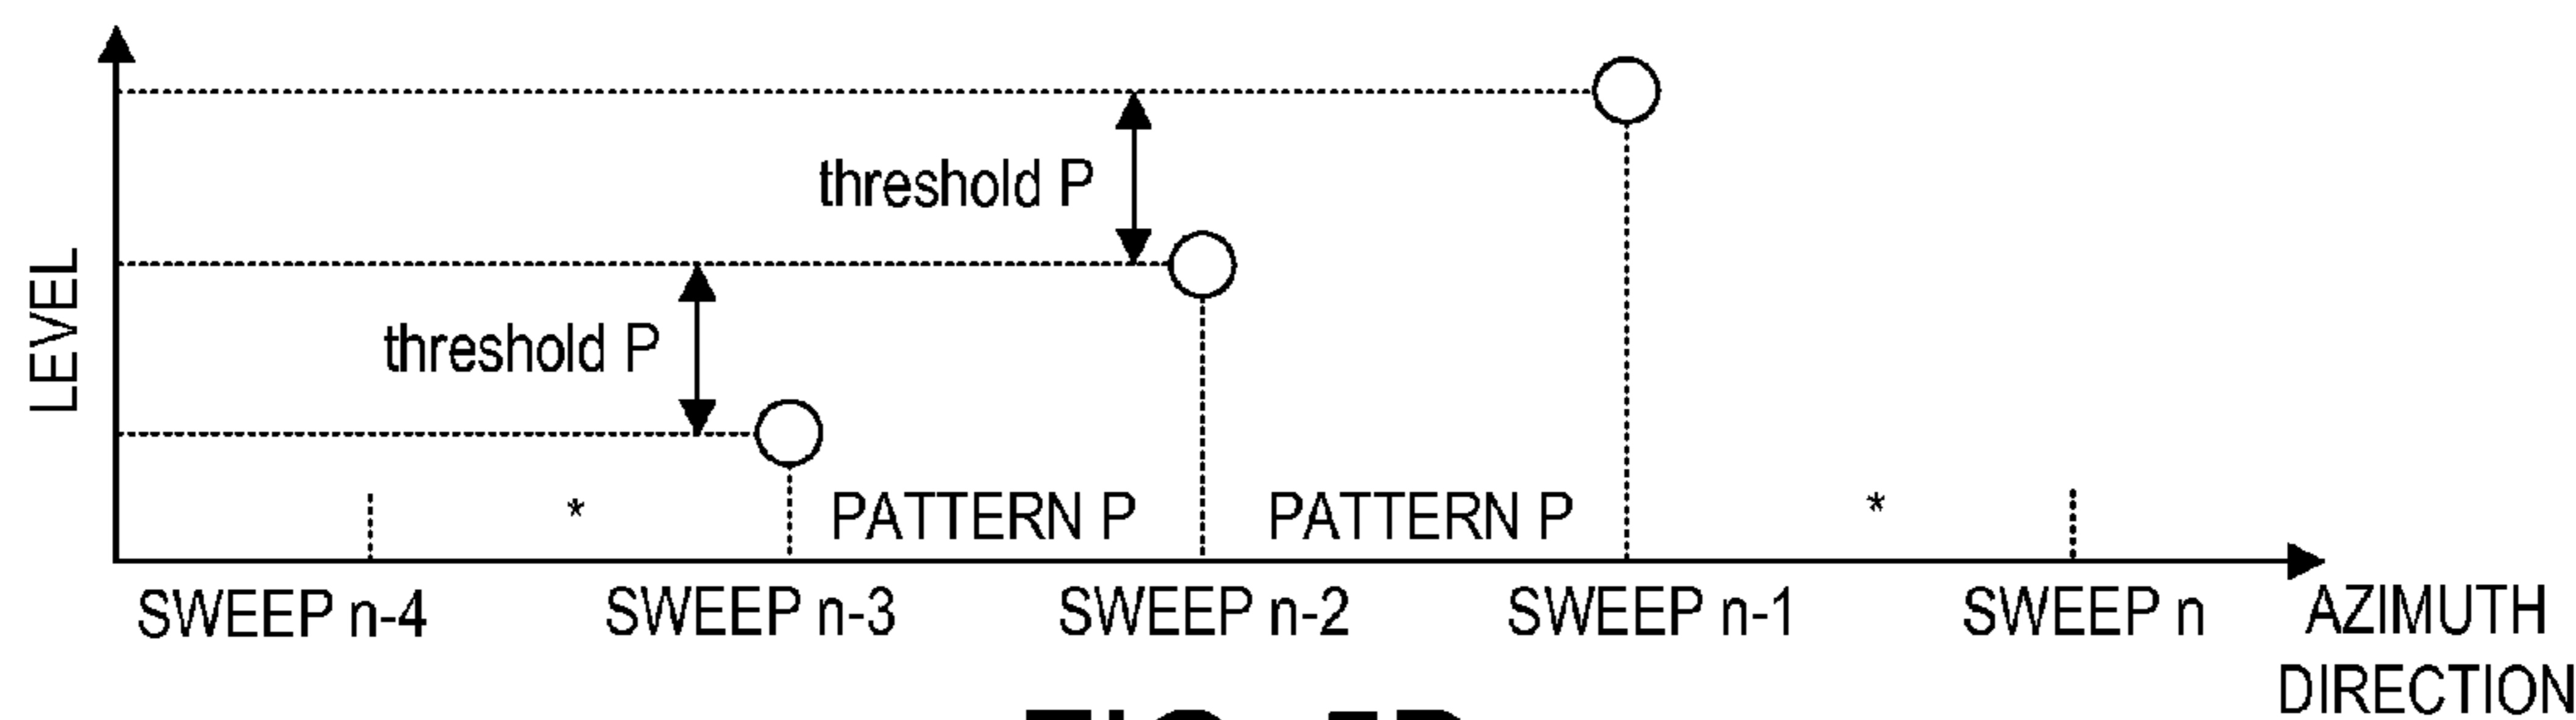 threshold P
LEVEL
threshold P
* PATTERN P PATTERN P *
SWEEP n-4 SWEEP n-3 SWEEP n-2 SWEEP n-1 SWEEP n AZIMUTH
DIRECTION